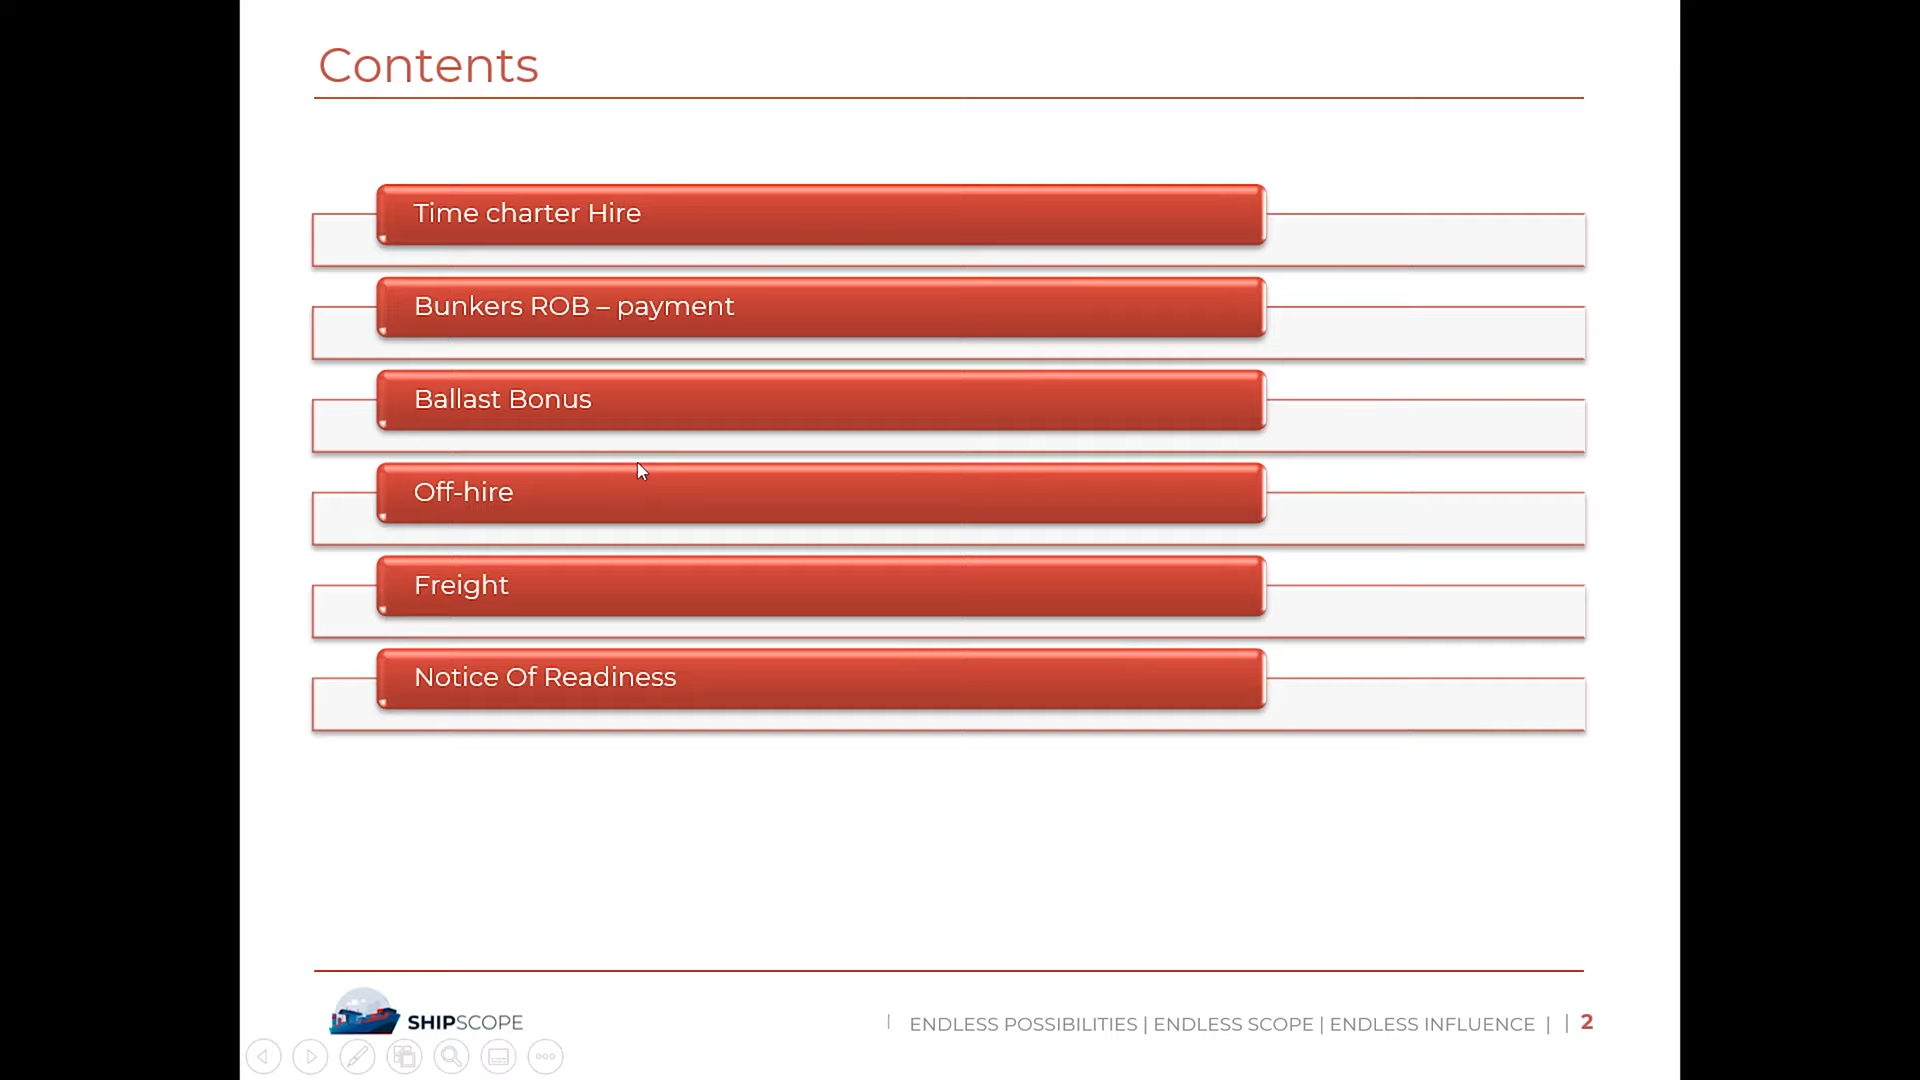 Contents
Time charter Hire
Bunkers ROB – payment
Ballast Bonus
Off-hire
Freight
Notice Of Readiness
SHIPSCOPE
| ENDLESS POSSIBILITIES | ENDLESS SCOPE | ENDLESS INFLUENCE | | 2